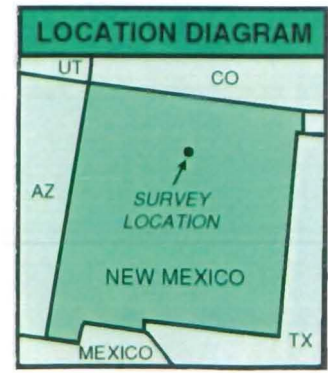 LOCATION DIAGRAM
UT
CO
AZ
SURVEY
LOCATION
NEW MEXICO
TX
MEXICO